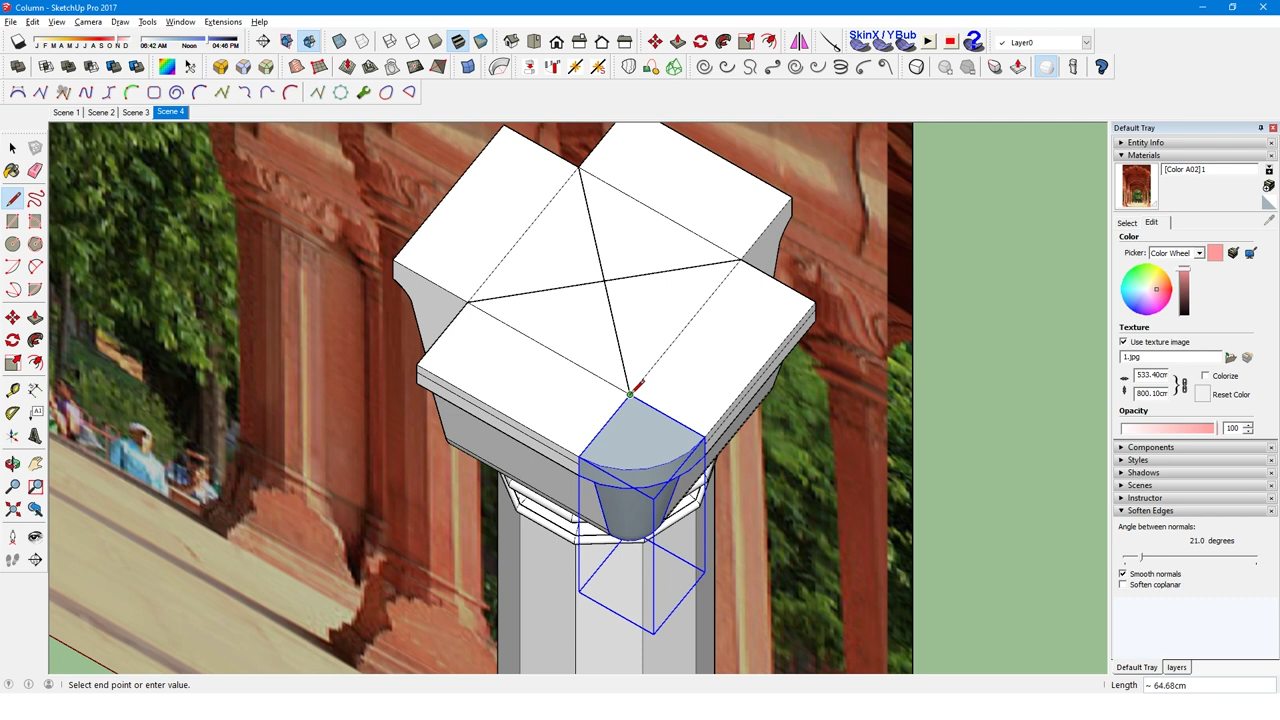 Column - SketchUp Pro 2017
File Edit View Camera Draw Tools Window Extensions Help
J F M A M J J A S O N D 06:42 AM Noon 04:46 PM SkinX / YBub Layer0
Scene 1 Scene 2 Scene 3 Scene 4
Default Tray
Entity Info
Materials
[Color A02]1
Select Edit
Color
Picker: Color Wheel
Texture
Use texture image
1.jpg
533.40cm
Colorize
800.10cm
Reset Color
Opacity
100
Components
Styles
Shadows
Scenes
Instructor
Soften Edges
Angle between normals:
21.0 degrees
Smooth normals
Soften coplanar
Default Tray layers
Select end point or enter value. Length ~ 64.68cm